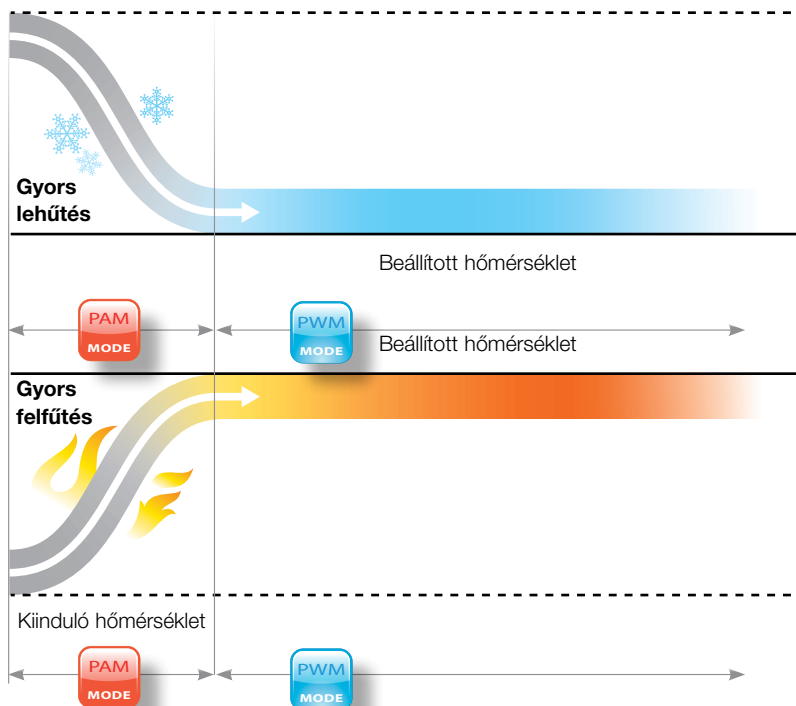 Gyors
lehűtés
Beállított hőmérséklet
PAM
MODE
PWM
MODE
Beállított hőmérséklet
Gyors
felfűtés
Kiinduló hőmérséklet
PAM
MODE
PWM
MODE